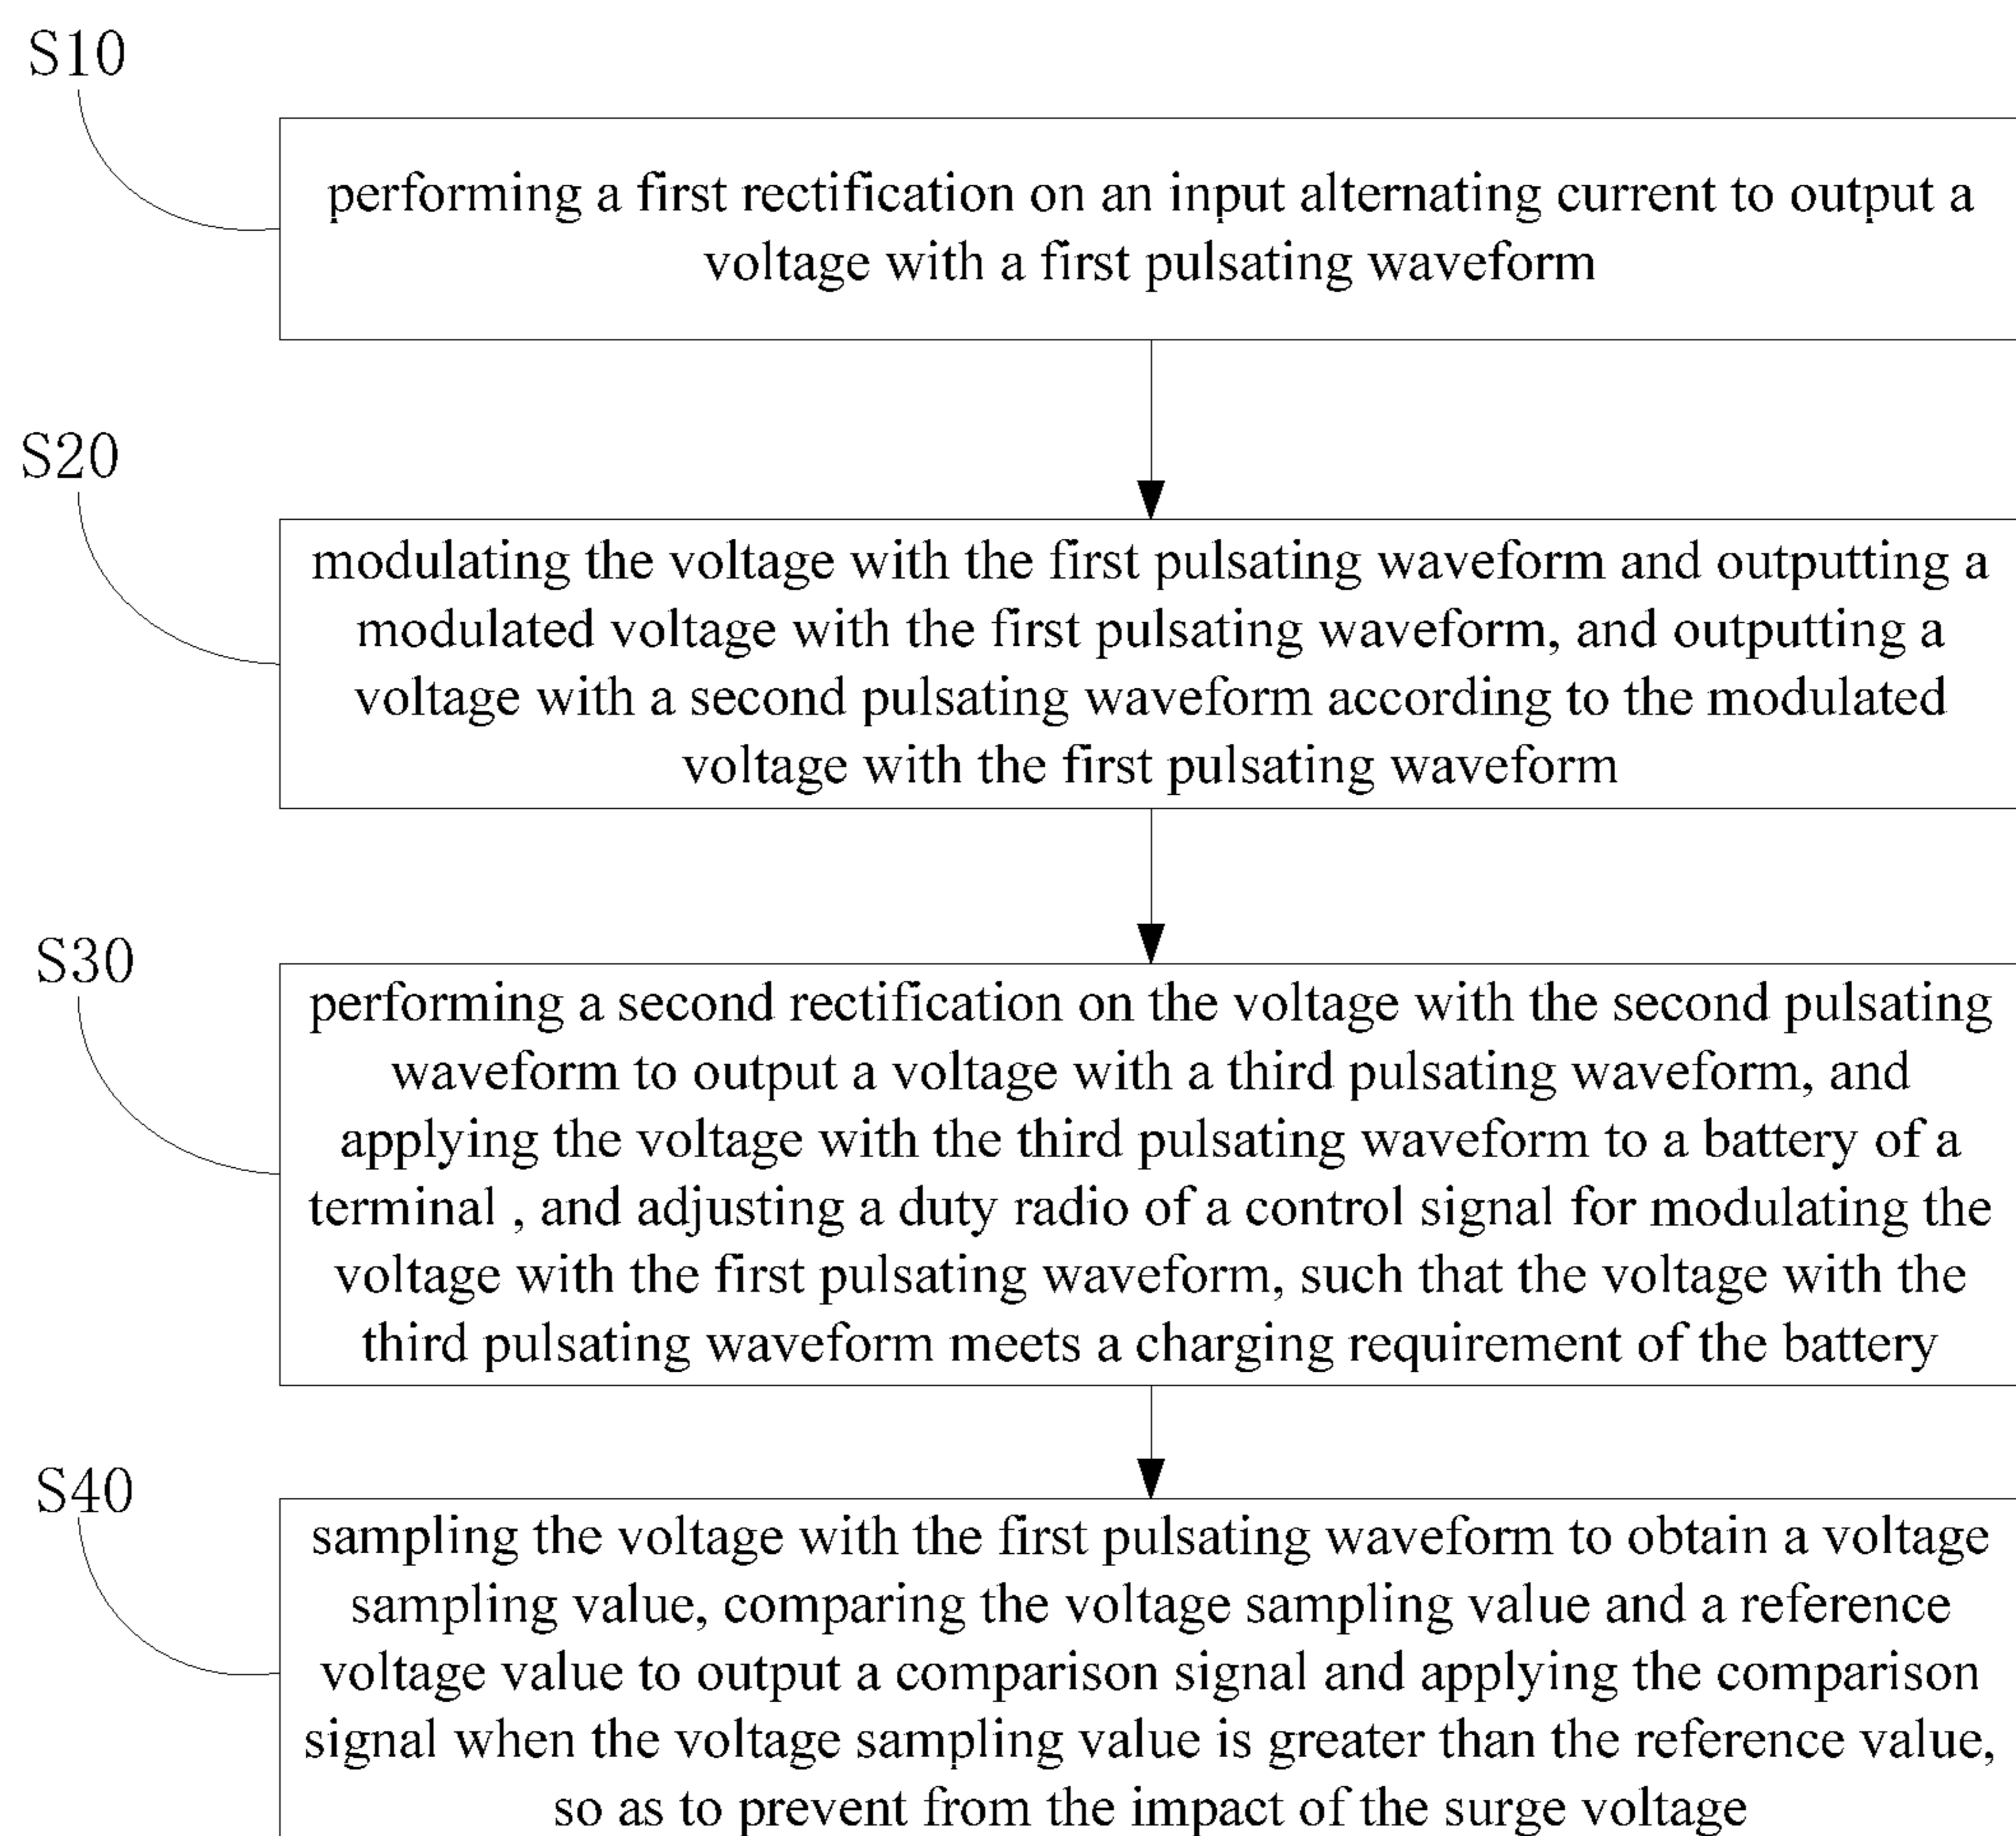 S10
performing a first rectification on an input alternating current to output a
voltage with a first pulsating waveform
S20
modulating the voltage with the first pulsating waveform and outputting a
modulated voltage with the first pulsating waveform, and outputting a
voltage with a second pulsating waveform according to the modulated
voltage with the first pulsating waveform
S30
performing a second rectification on the voltage with the second pulsating
waveform to output a voltage with a third pulsating waveform, and
applying the voltage with the third pulsating waveform to a battery of a
terminal , and adjusting a duty radio of a control signal for modulating the
voltage with the first pulsating waveform, such that the voltage with the
third pulsating waveform meets a charging requirement of the battery
S40
sampling the voltage with the first pulsating waveform to obtain a voltage
sampling value, comparing the voltage sampling value and a reference
voltage value to output a comparison signal and applying the comparison
signal when the voltage sampling value is greater than the reference value,
so as to prevent from the impact of the surge voltage